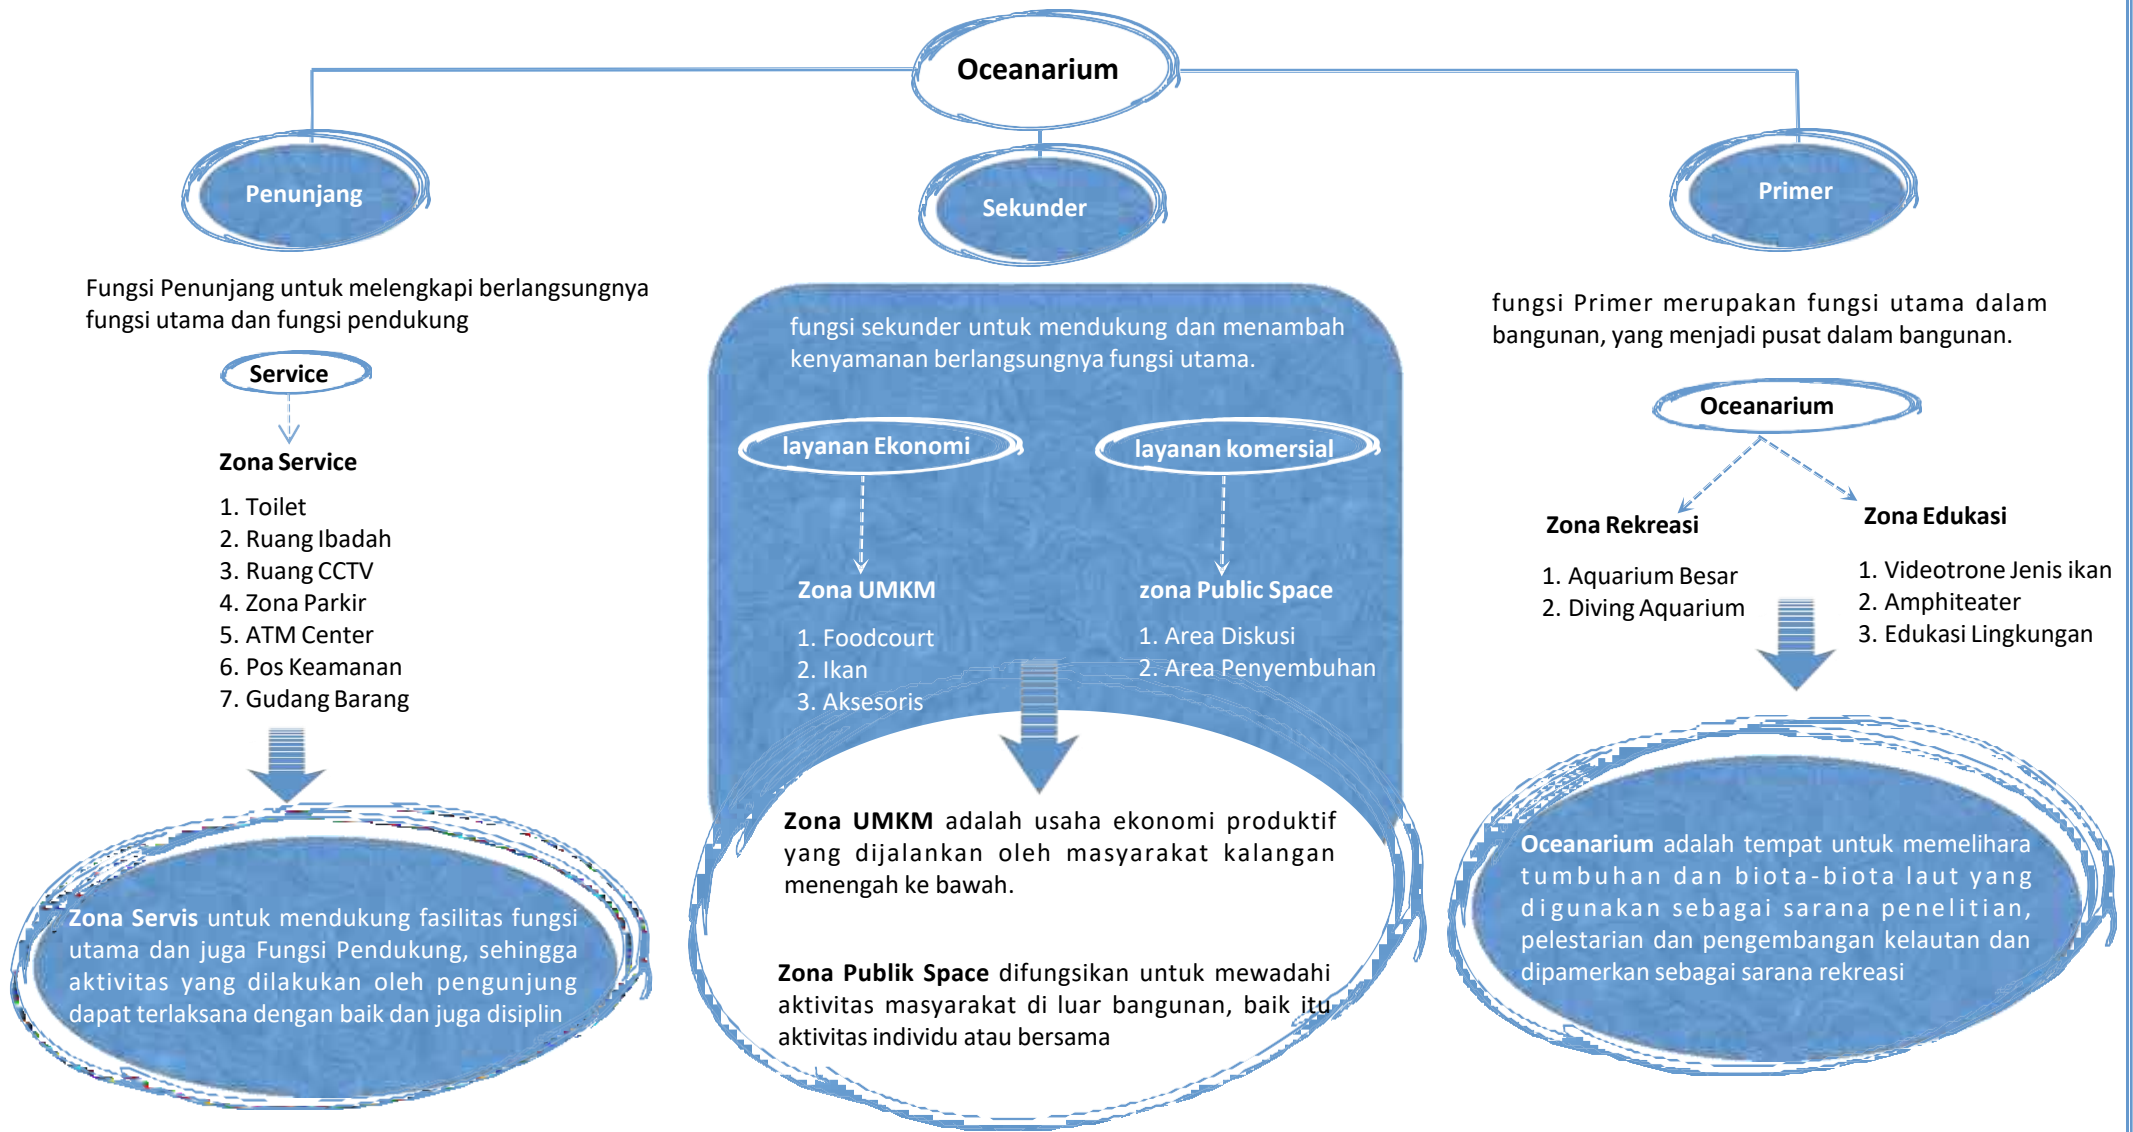 Oceanarium
Penunjang
Fungsi Penunjang untuk melengkapi berlangsungnya
fungsi utama dan fungsi pendukung
Service
Zona Service
1. Toilet
2. Ruang Ibadah
3. Ruang CCTV
4. Zona Parkir
5. ATM Center
6. Pos Keamanan
7. Gudang Barang
Zona Servis untuk mendukung fasilitas fungsi
utama dan juga Fungsi Pendukung, sehingga
aktivitas yang dilakukan oleh pengunjung
dapat terlaksana dengan baik dan juga disiplin
Sekunder
fungsi sekunder untuk mendukung dan menambah
kenyamanan berlangsungnya fungsi utama.
layanan Ekonomi
Zona UMKM
1. Foodcourt
2. Ikan
3. Aksesoris
layanan komersial
zona Public Space
1. Area Diskusi
2. Area Penyembuhan
Zona UMKM adalah usaha ekonomi produktif
yang dijalankan oleh masyarakat kalangan
menengah ke bawah.
Zona Publik Space difungsikan untuk mewadahi
aktivitas masyarakat di luar bangunan, baik itu
aktivitas individu atau bersama
Primer
fungsi Primer merupakan fungsi utama dalam
bangunan, yang menjadi pusat dalam bangunan.
Oceanarium
Zona Rekreasi
1. Aquarium Besar
2. Diving Aquarium
Zona Edukasi
1. Videotrone Jenis ikan
2. Amphiteater
3. Edukasi Lingkungan
Oceanarium adalah tempat untuk memelihara
tumbuhan dan biota-biota laut yang
digunakan sebagai sarana penelitian,
pelestarian dan pengembangan kelautan dan
dipamerkan sebagai sarana rekreasi